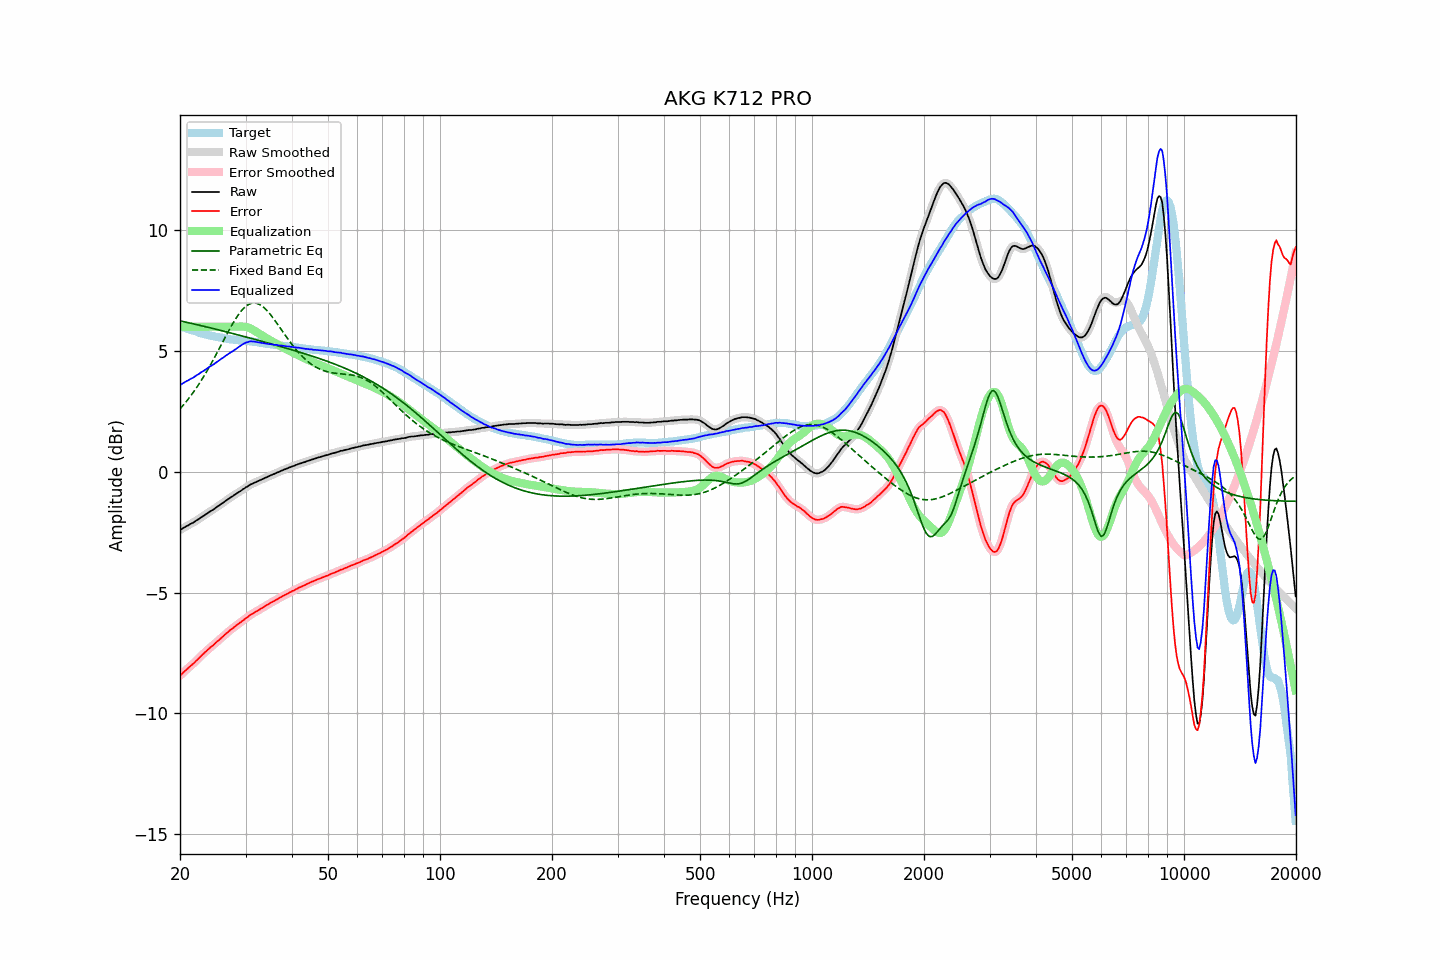 AKG K712 PRO
Target
Raw Smoothed
Error Smoothed
Raw
Error
Equalization
Parametric Eq
Fixed Band Eq
Equalized
Amplitude (dBr)
10
5
0
−5
−10
−15
20 50 100 200 500 1000 2000 5000 10000 20000
Frequency (Hz)